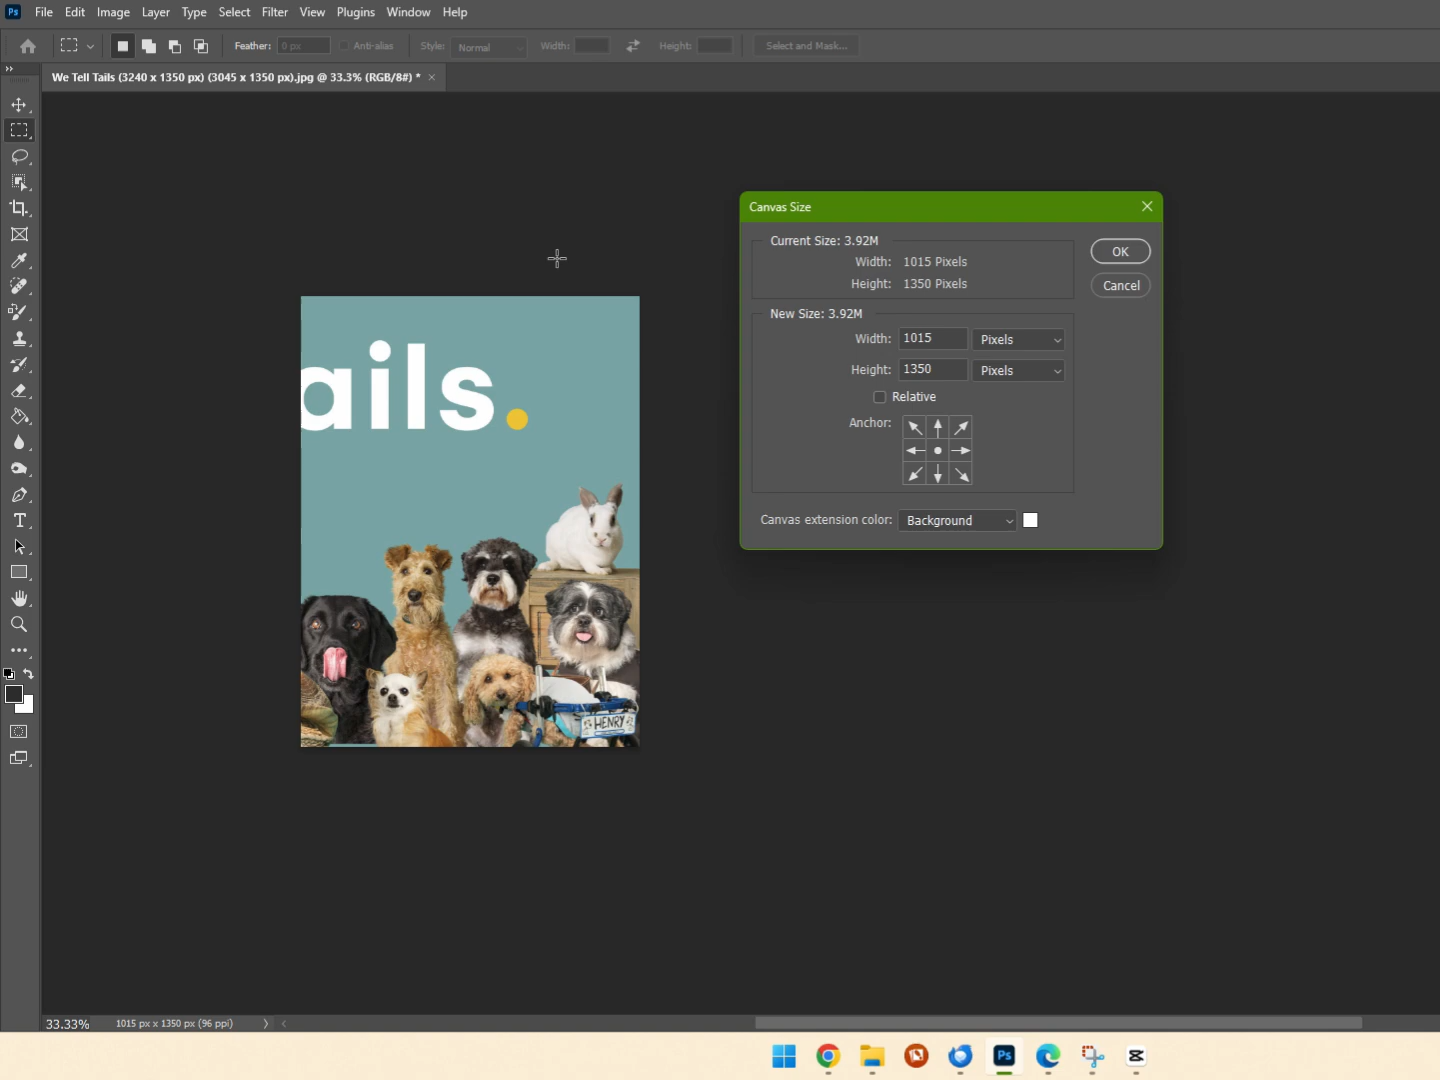 Ps File Edit Image Layer Type Select Filter View Plugins Window Help
Feather: 0 px Anti-alias Style: Normal Width: Height: Select and Mask...
We Tell Tails (3240 x 1350 px) (3045 x 1350 px).jpg @ 33.3% (RGB/8#) *
Canvas Size
Current Size: 3.92M
OK
Width: 1015 Pixels
Height: 1350 Pixels
Cancel
New Size: 3.92M
Width: 1015 Pixels
Height: 1350 Pixels
Relative
Anchor:
Canvas extension color: Background
ails.
T
HENRY
33.33% 1015 px x 1350 px (96 ppi)
Ps